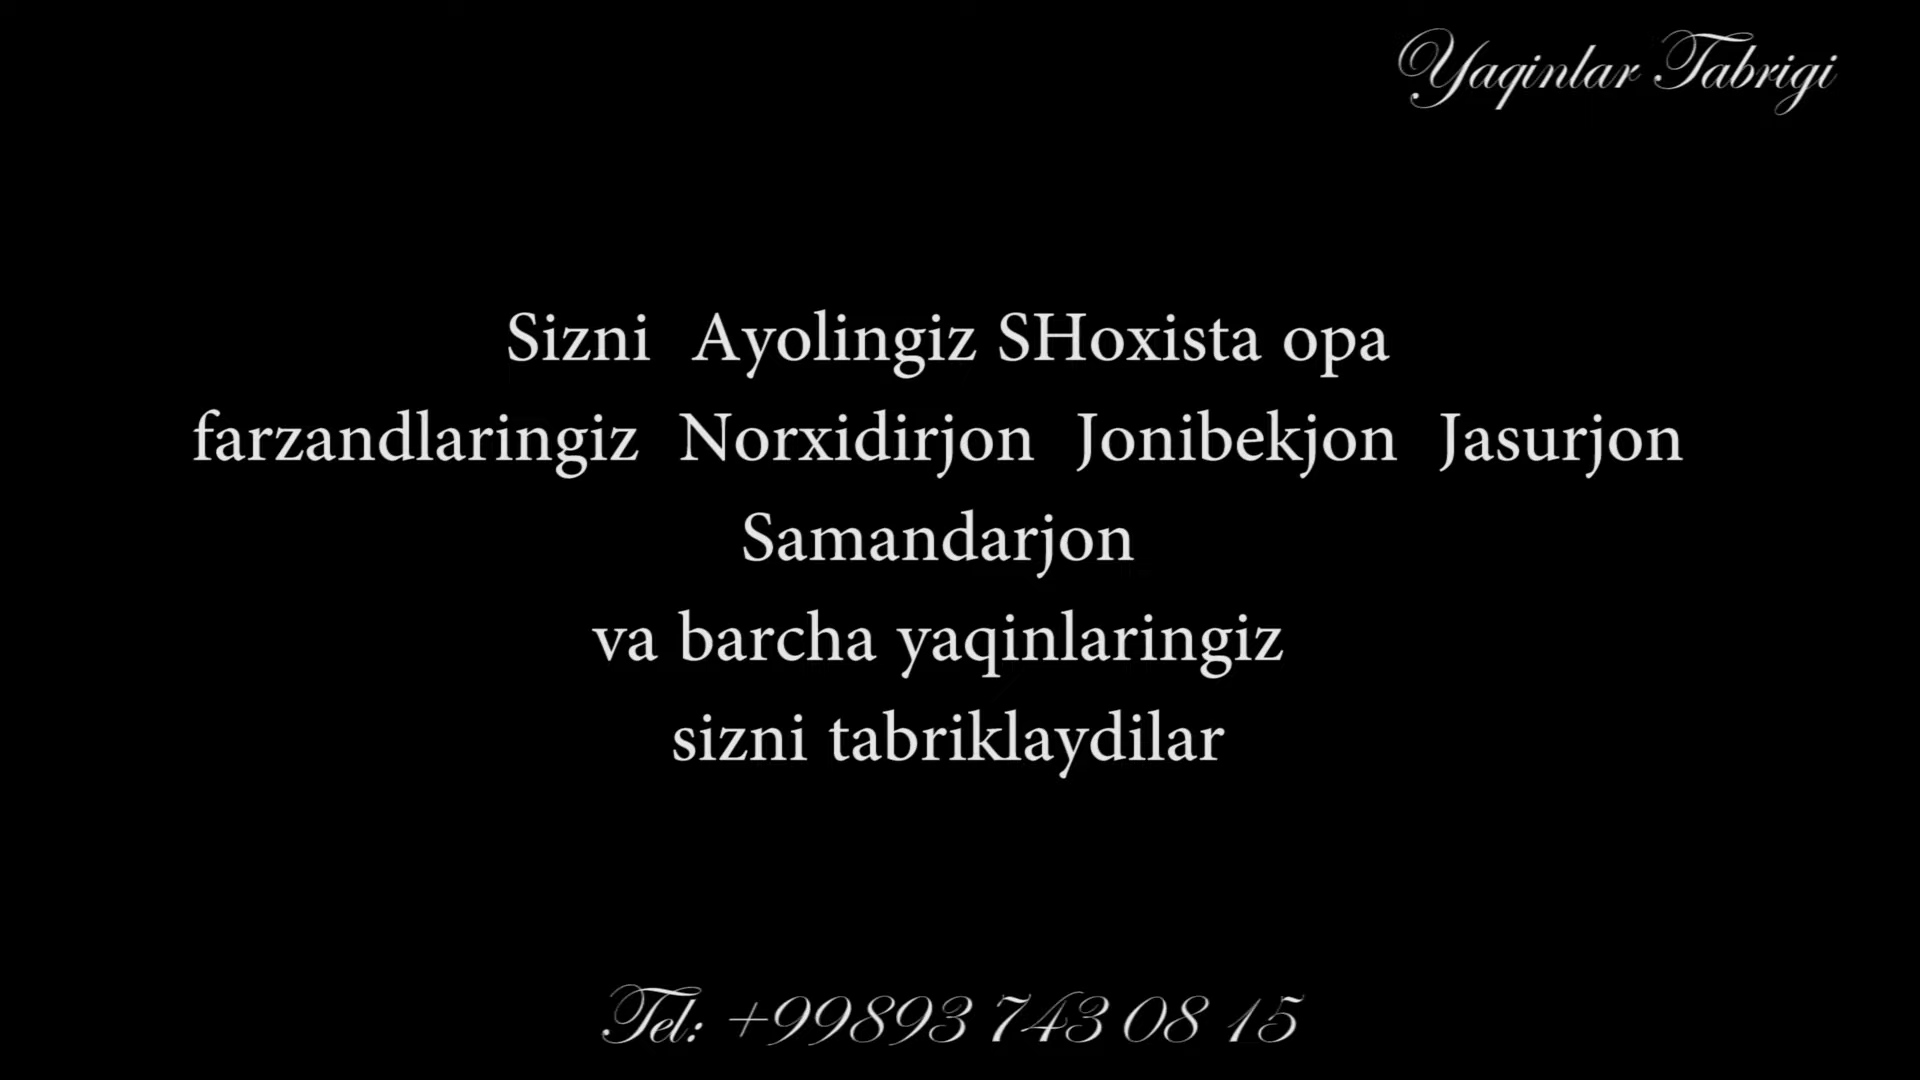 Yaqinlar Tabrigi
Sizni Ayolingiz SHoxista opa
farzandlaringiz Norxidirjon Jonibekjon Jasurjon
Samandarjon
va barcha yaqinlaringiz
sizni tabriklaydilar
Tel: +99893 743 08 15